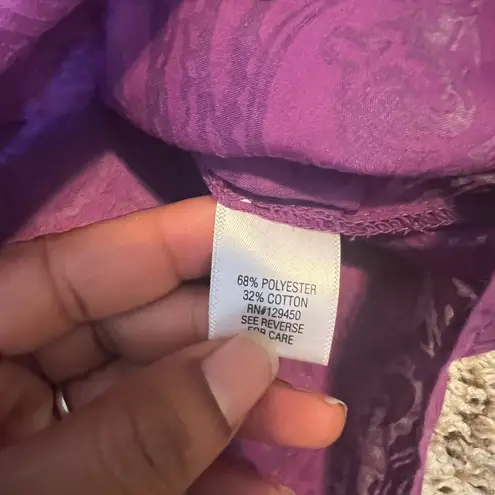 68% POLYESTER
32% COTTON
RN#129450
SEE REVERSE
FOR CARE